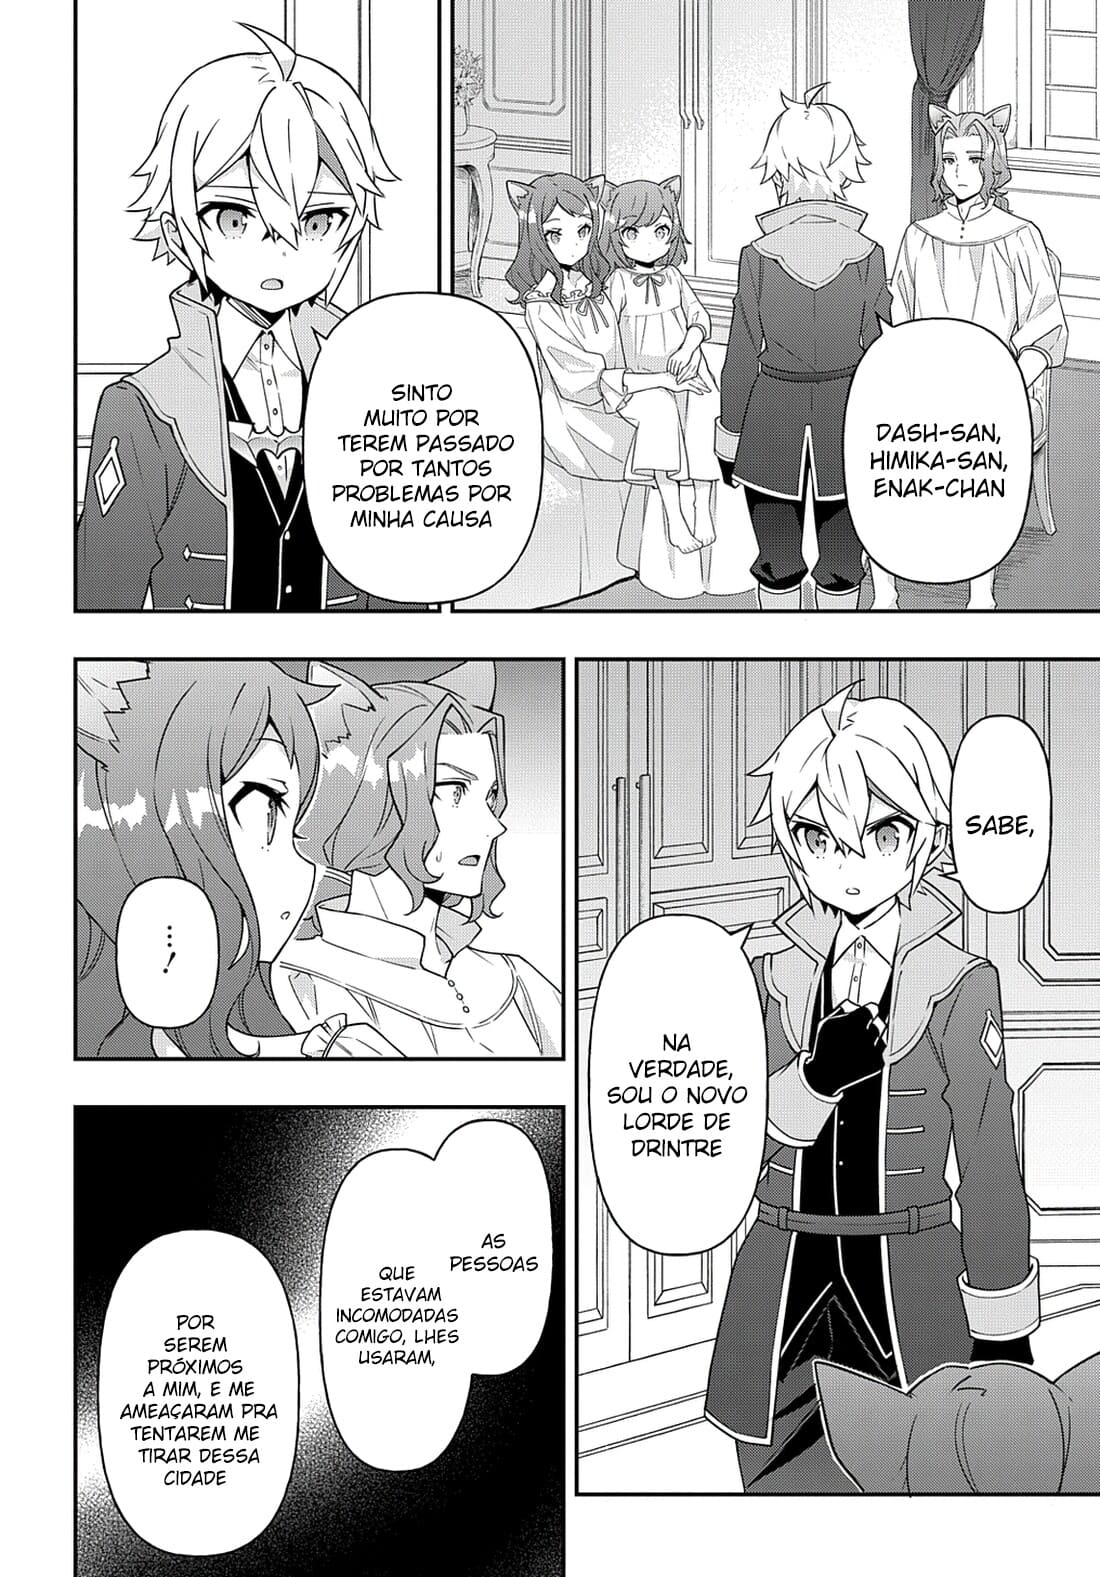 DASH-SAN,
HIMIKA-SAN,
ENAK-CHAN
SINTO
MUITO POR
TEREM PASSADO
POR TANTOS
PROBLEMAS POR
MINHA CAUSA
SABE,
NA
VERDADE,
SOU O NOVO
LORDE DE
DRINTRE
...!
AS
PESSOAS
QUE
ESTAVAM
INCOMODADAS
COMIGO, LHES
USARAM,
POR
SEREM
PRÓXIMOS
A MIM, E ME
AMEAÇARAM PRA
TENTAREM ME
TIRAR DESSA
CIDADE